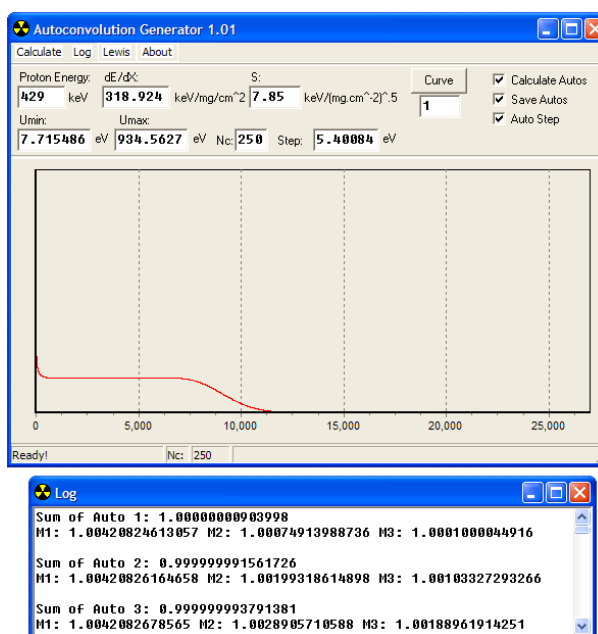 Autoconvolution Generator 1.01
Calculate Log Lewis About
Proton Energy: dE/dX: S:
429 keV 318.924 keV/mg/cm^2 7.85 keV/(mg.cm^-2)^.5 Curve 1
Calculate Autos
Save Autos
Auto Step
Umin: Umax:
7.715486 eV 934.5627 eV Nc: 250 Step: 5.40084 eV
0 5,000 10,000 15,000 20,000 25,000
Ready! Nc: 250
Log
Sum of Auto 1: 1.00000000903998
M1: 1.00420824613057 M2: 1.00074913988736 M3: 1.0001000044916
Sum of Auto 2: 0.999999991561726
M1: 1.00420826164658 M2: 1.00199318614898 M3: 1.00103327293266
Sum of Auto 3: 0.999999993791381
M1: 1.0042082678565 M2: 1.0028905710588 M3: 1.00188961914251